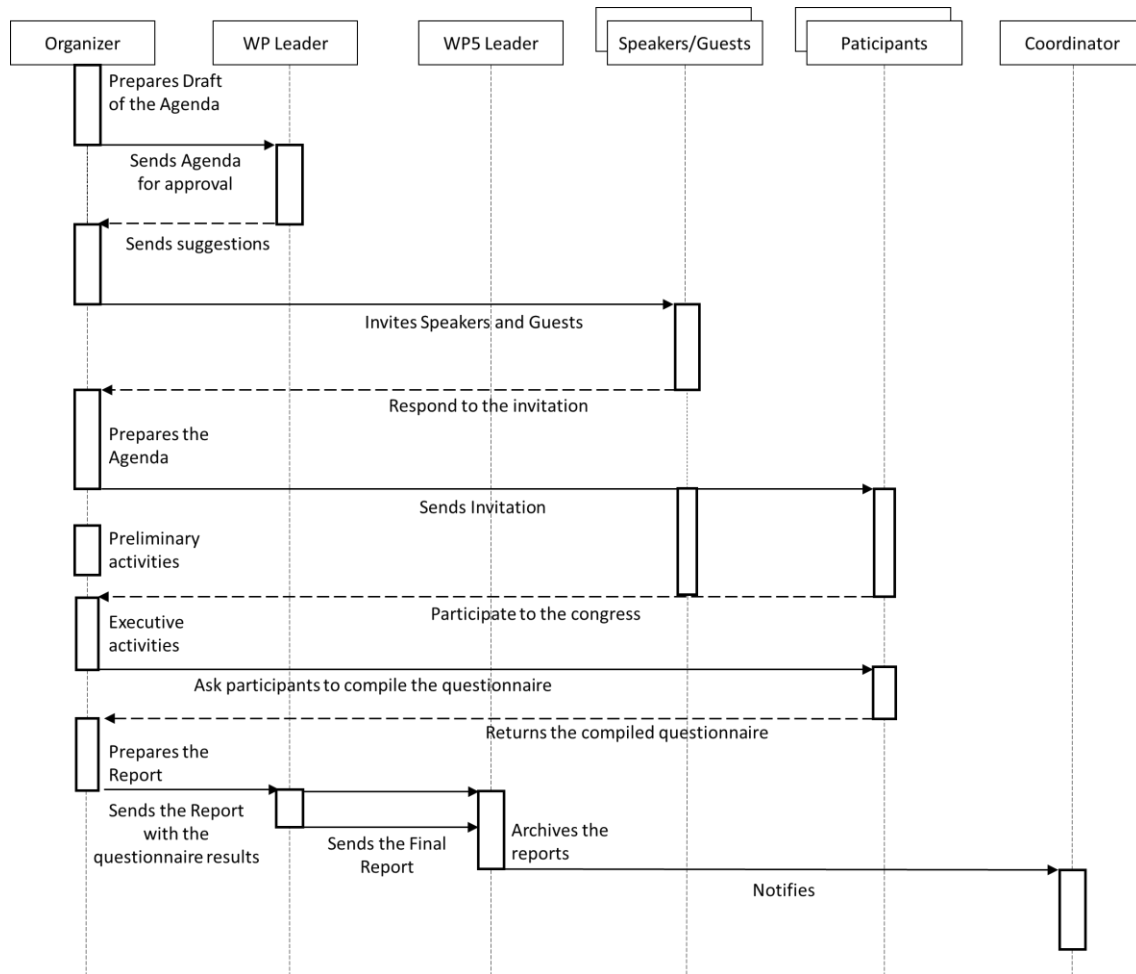 Organizer
WP Leader
WP5 Leader
Speakers/Guests
Paticipants
Coordinator
Prepares Draft
of the Agenda
Sends Agenda
for approval
Sends suggestions
Invites Speakers and Guests
Respond to the invitation
Prepares the
Agenda
Sends Invitation
Preliminary
activities
Participate to the congress
Executive
activities
Ask participants to compile the questionnaire
Returns the compiled questionnaire
Prepares the
Report
Sends the Report
with the
questionnaire results
Sends the Final
Report
Archives the
reports
Notifies